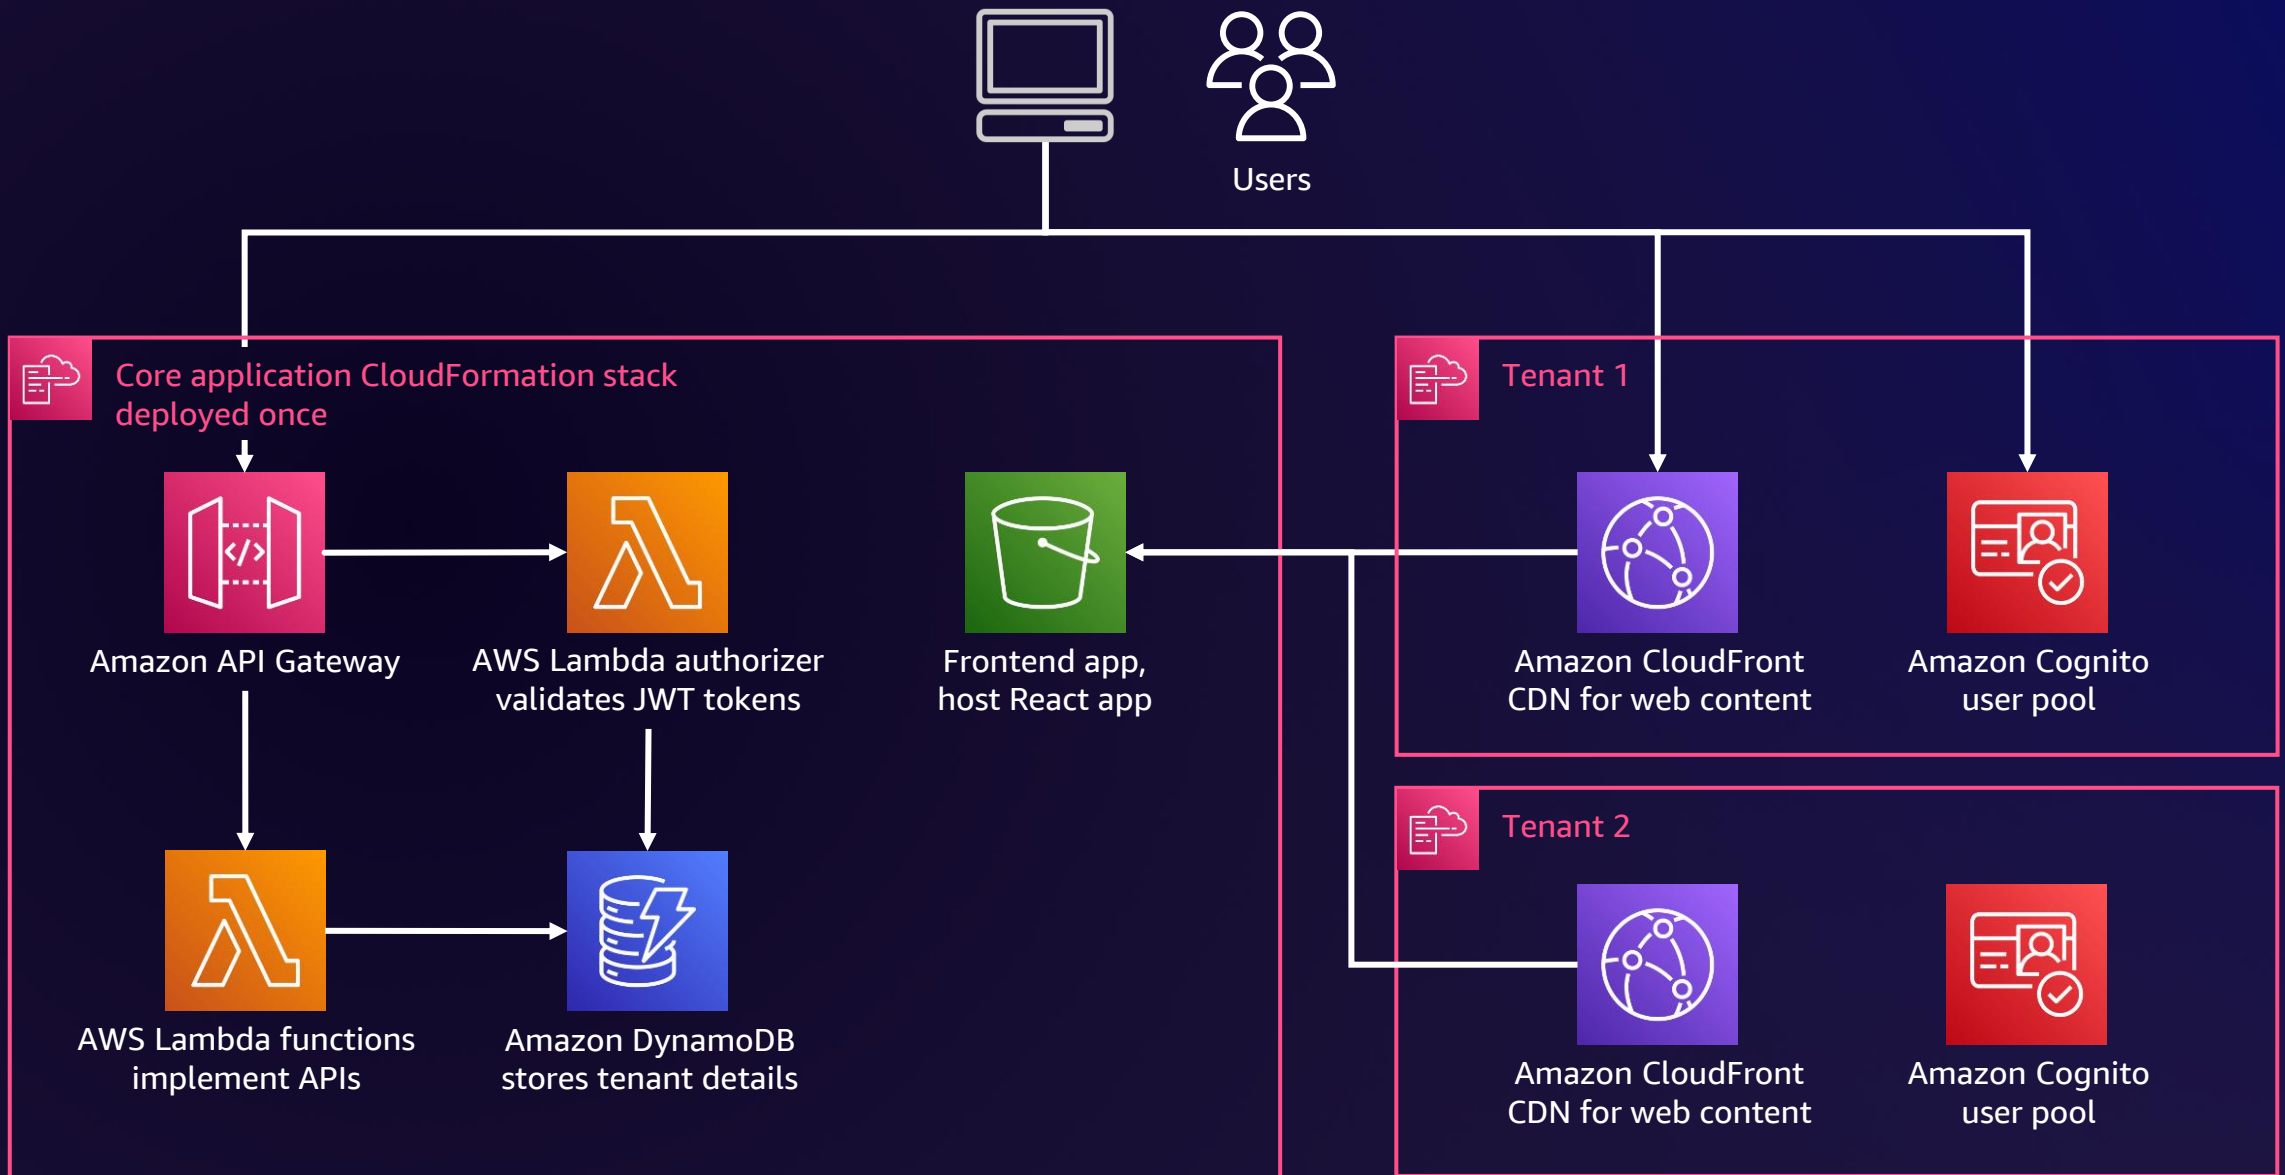 Users
Core application CloudFormation stack
deployed once
Tenant 1
</>
Amazon API Gateway
AWS Lambda authorizer
validates JWT tokens
Frontend app,
host React app
Amazon CloudFront
CDN for web content
Amazon Cognito
user pool
Tenant 2
AWS Lambda functions
implement APIs
Amazon DynamoDB
stores tenant details
Amazon CloudFront
CDN for web content
Amazon Cognito
user pool